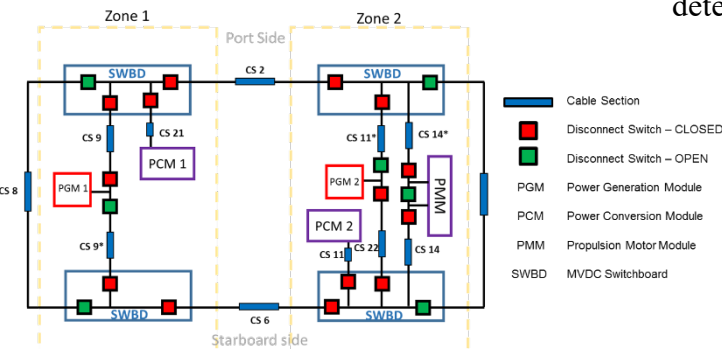 dete
Zone 1
Zone 2
Port Side
SWBD
CS 2
SWBD
CS 9
CS 21
PCM 1
CS 11*
CS 14*
PGM 1
PGM 2
PMM
CS 8
PCM 2
CS 9*
CS 11
CS 22
CS 14
SWBD
CS 6
SWBD
Starboard side
Cable Section
Disconnect Switch – CLOSED
Disconnect Switch – OPEN
PGM Power Generation Module
PCM Power Conversion Module
PMM Propulsion Motor Module
SWBD MVDC Switchboard